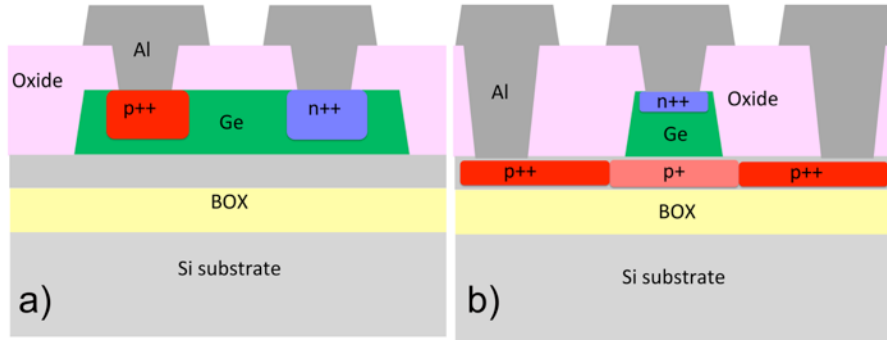 Al
Oxide
p++
Ge
n++
BOX
Si substrate
a)
Al
n++
Oxide
Ge
p++
p+
p++
BOX
Si substrate
b)